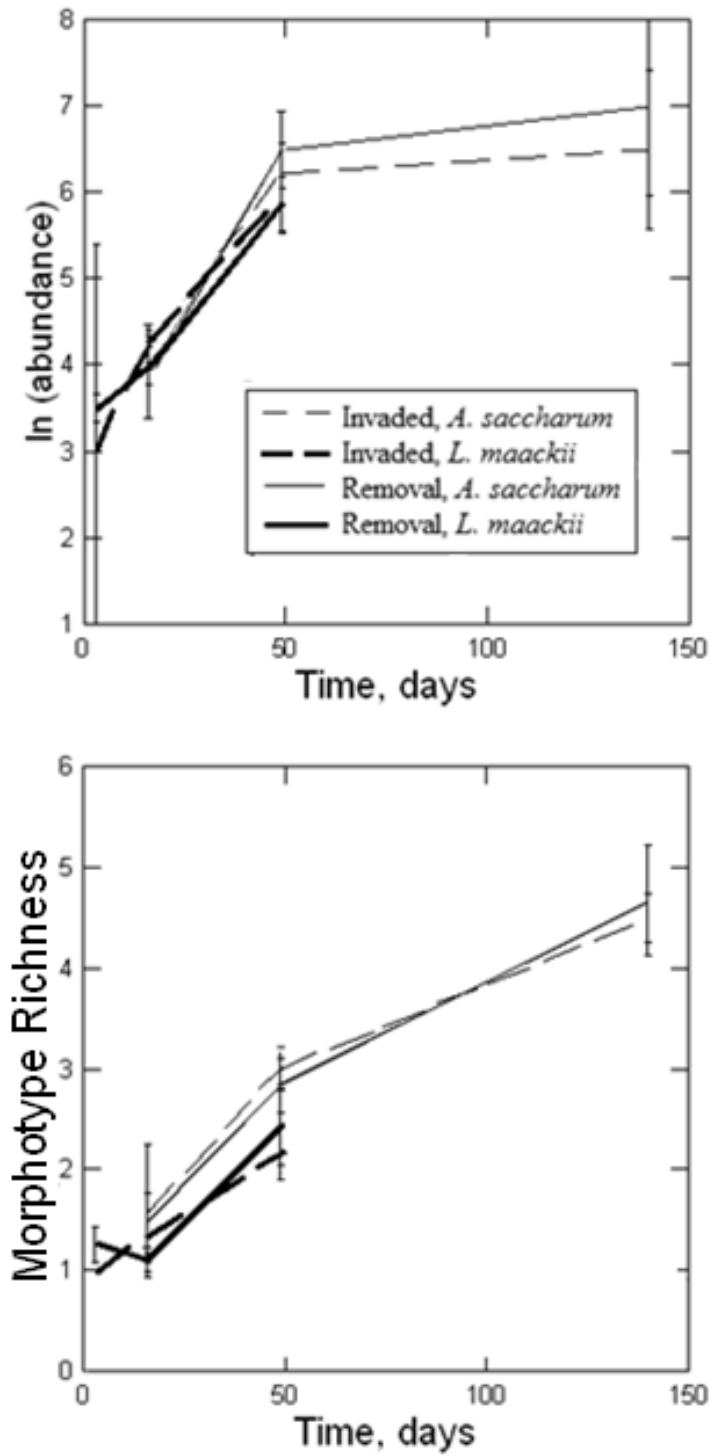 8
7
6
5
4
3
2
1
ln (abundance)
Invaded, A. saccharum
Invaded, L. maackii
Removal, A. saccharum
Removal, L. maackii
0 50 100 150
Time, days
6
5
4
3
2
1
0
Morphotype Richness
0 50 100 150
Time, days